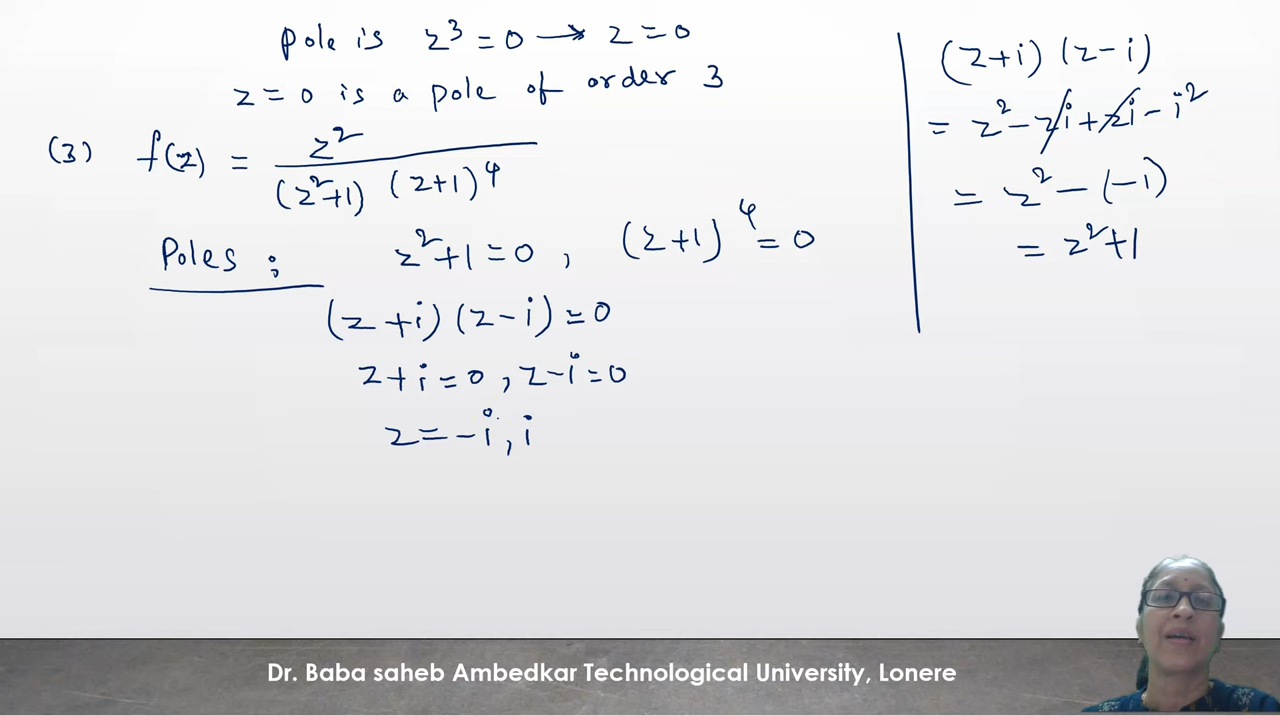 pole is z³ = 0 → z = 0
z = 0 is a pole of order 3
(3) f(z) = z² / (z²+1) (z+1)⁴
Poles : z²+1 = 0 , (z+1)⁴ = 0
(z+i) (z-i) = 0
z+i = 0 , z-i = 0
z = -i , i
(z+i) (z-i)
= z² - zi + zi - i²
= z² - (-1)
= z²+1
Dr. Baba saheb Ambedkar Technological University, Lonere